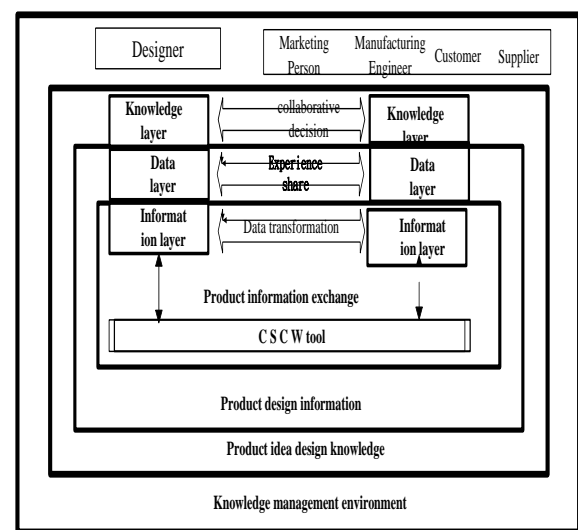 Designer
Marketing Person
Manufacturing Engineer
Customer
Supplier
Knowledge
layer
collaborative
decision
Knowledge
layer
Data
layer
Experience
share
Data
layer
Informat
ion layer
Data transformation
Informat
ion layer
Product information exchange
C S C W tool
Product design information
Product idea design knowledge
Knowledge management environment